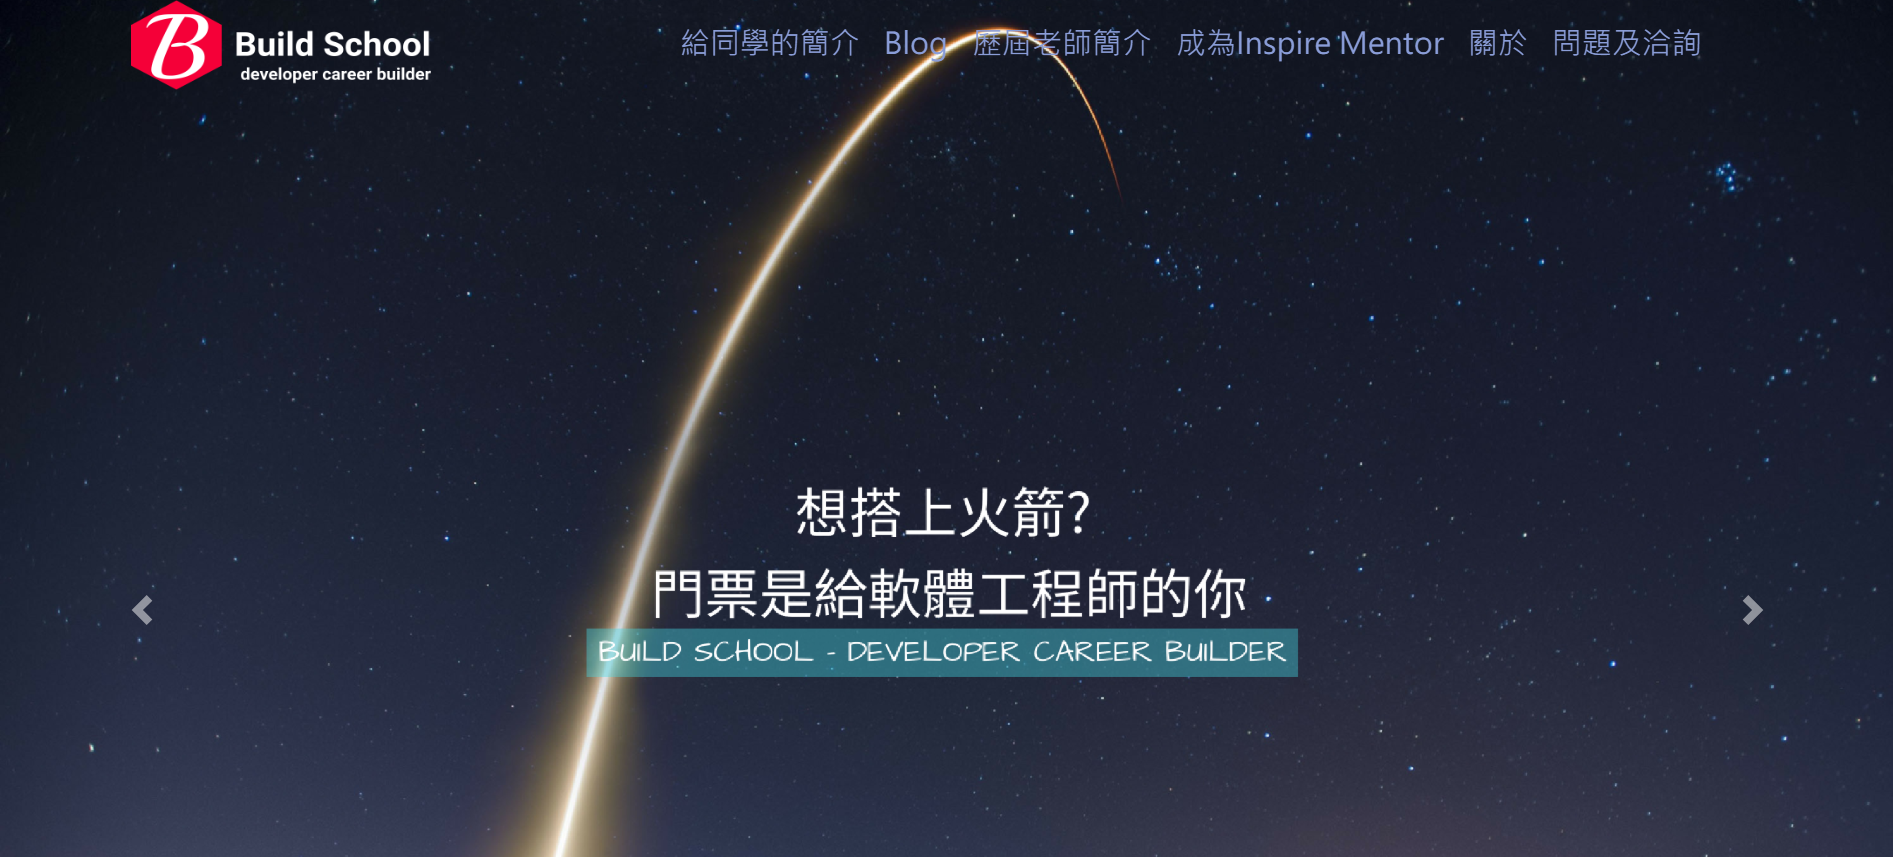 B Build School
developer career builder
給同學的簡介 Blog 歷屆老師簡介 成為Inspire Mentor 關於 問題及洽詢
想搭上火箭?
門票是給軟體工程師的你
BUILD SCHOOL - DEVELOPER CAREER BUILDER